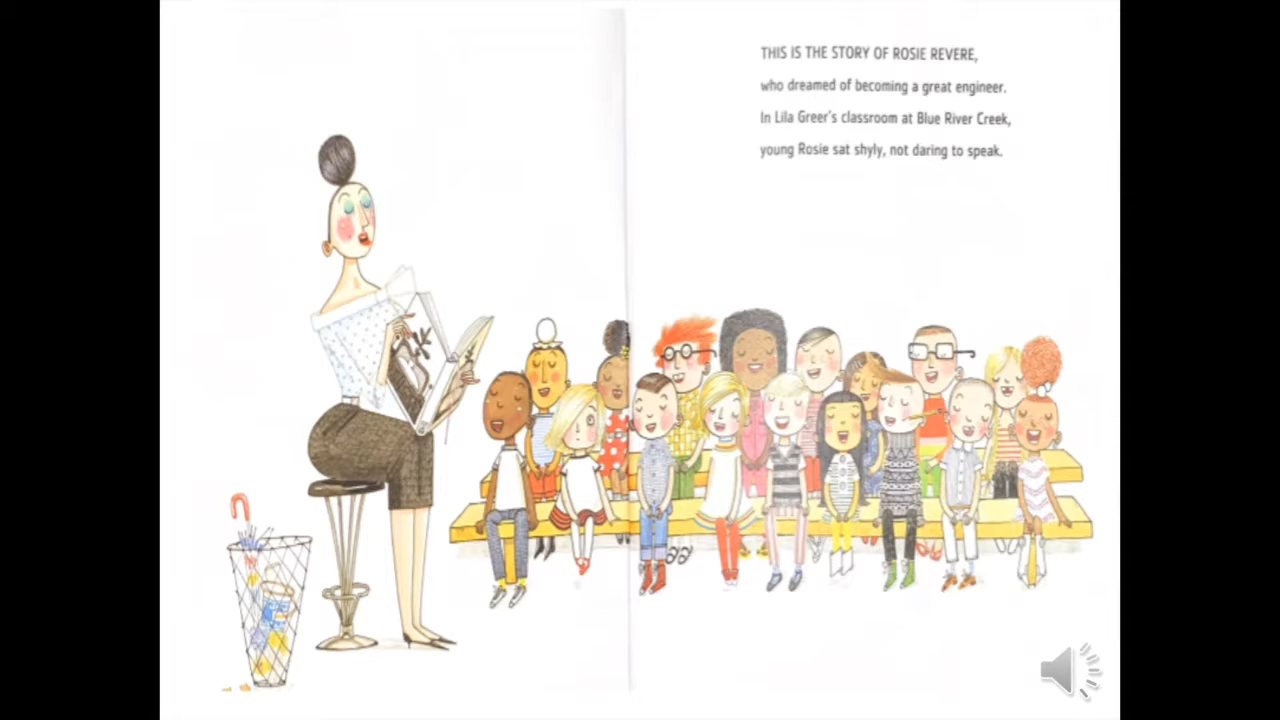 THIS IS THE STORY OF ROSIE REVERE,
who dreamed of becoming a great engineer.
In Lila Greer's classroom at Blue River Creek,
young Rosie sat shyly, not daring to speak.